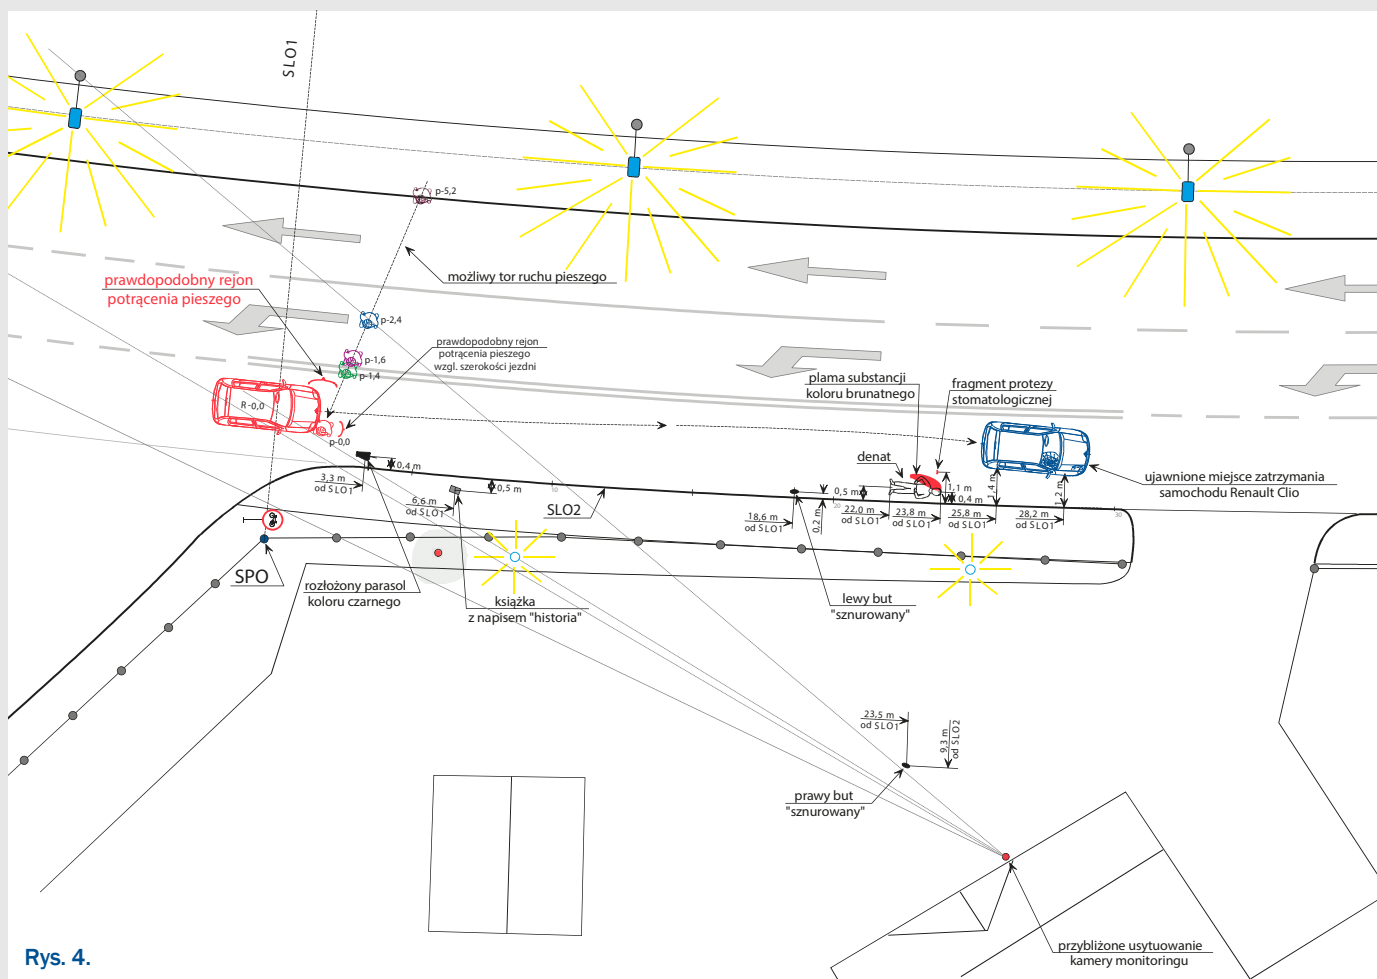 SLO1
p-5,2
możliwy tor ruchu pieszego
prawdopodobny rejon
potrącenia pieszego
p-2,4
prawdopodobny rejon
potrącenia pieszego
wzgl. szerokości jezdni
p-1,6
p-1,4
R-0,0
p-0,0
plama substancji
koloru brunatnego
fragment protezy
stomatologicznej
denat
ujawnione miejsce zatrzymania
samochodu Renault Clio
0,4 m
3,3 m
od SLO1
0,5 m
6,6 m
od SLO1
10
SLO2
18,6 m
od SLO1
0,2 m
0,5 m
20
22,0 m
od SLO1
23,8 m
od SLO1
1,1 m
0,4 m
25,8 m
od SLO1
1,4 m
28,2 m
od SLO1
1,2 m
30
SPO
rozłożony parasol
koloru czarnego
książka
z napisem "historia"
lewy but
"sznurowany"
23,5 m
od SLO1
9,3 m
od SLO2
prawy but
"sznurowany"
przybliżone usytuowanie
kamery monitoringu
Rys. 4.